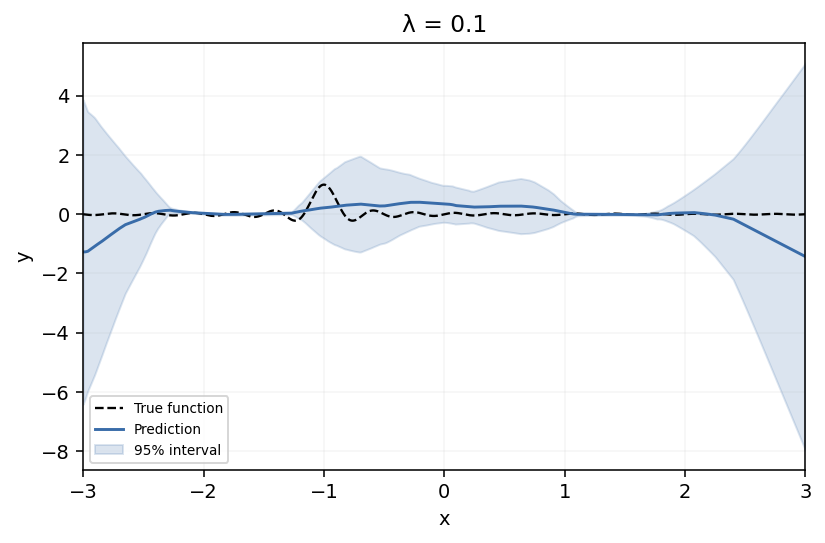 λ = 0.1
y
4
2
0
−2
−4
−6
−8
True function
Prediction
95% interval
−3
−2
−1
0
1
2
3
x